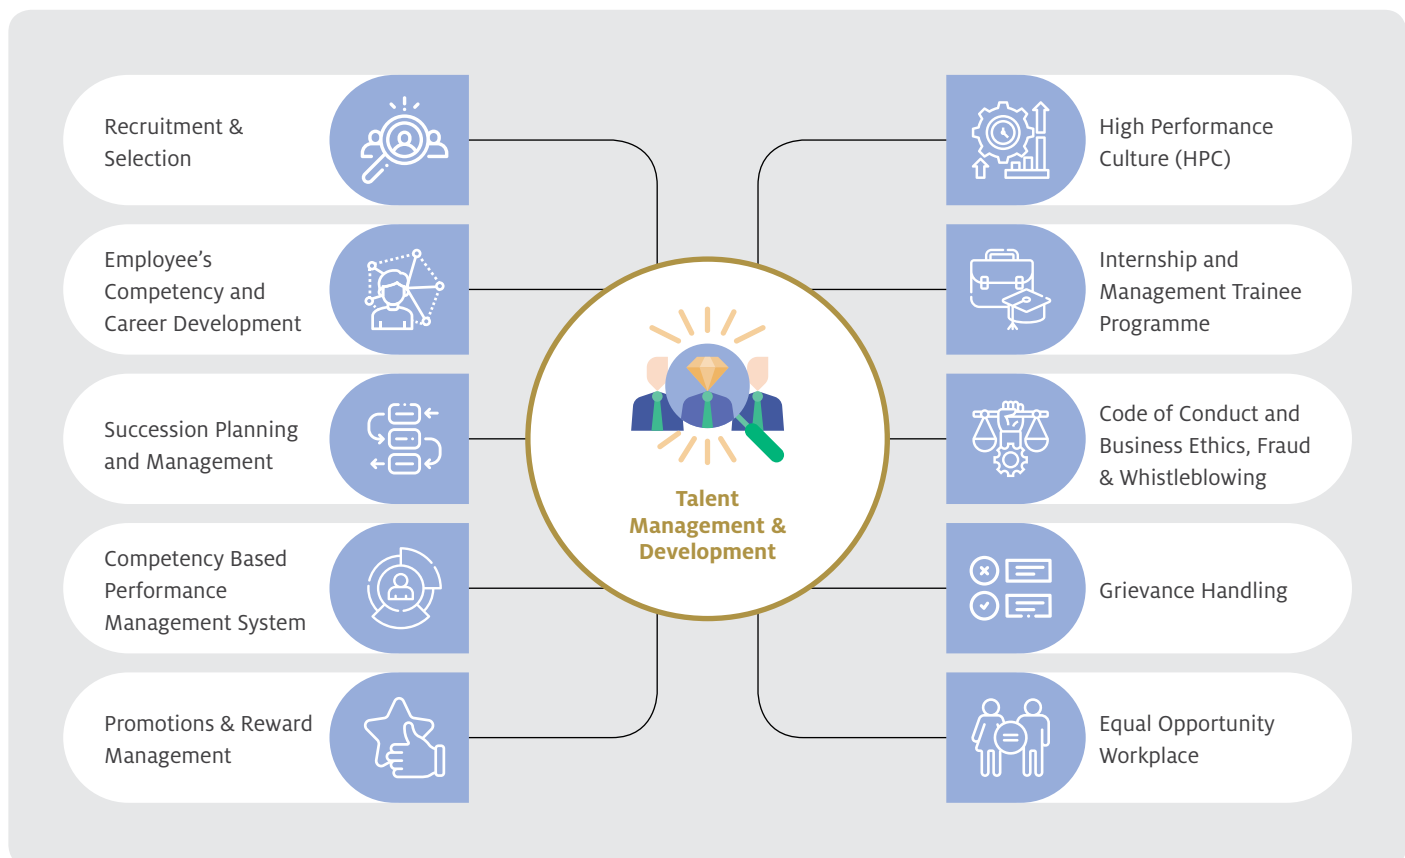 Recruitment &
Selection
Employee’s
Competency and
Career Development
Succession Planning
and Management
Competency Based
Performance
Management System
Promotions & Reward
Management
Talent
Management &
Development
High Performance
Culture (HPC)
Internship and
Management Trainee
Programme
Code of Conduct and
Business Ethics, Fraud
& Whistleblowing
Grievance Handling
Equal Opportunity
Workplace